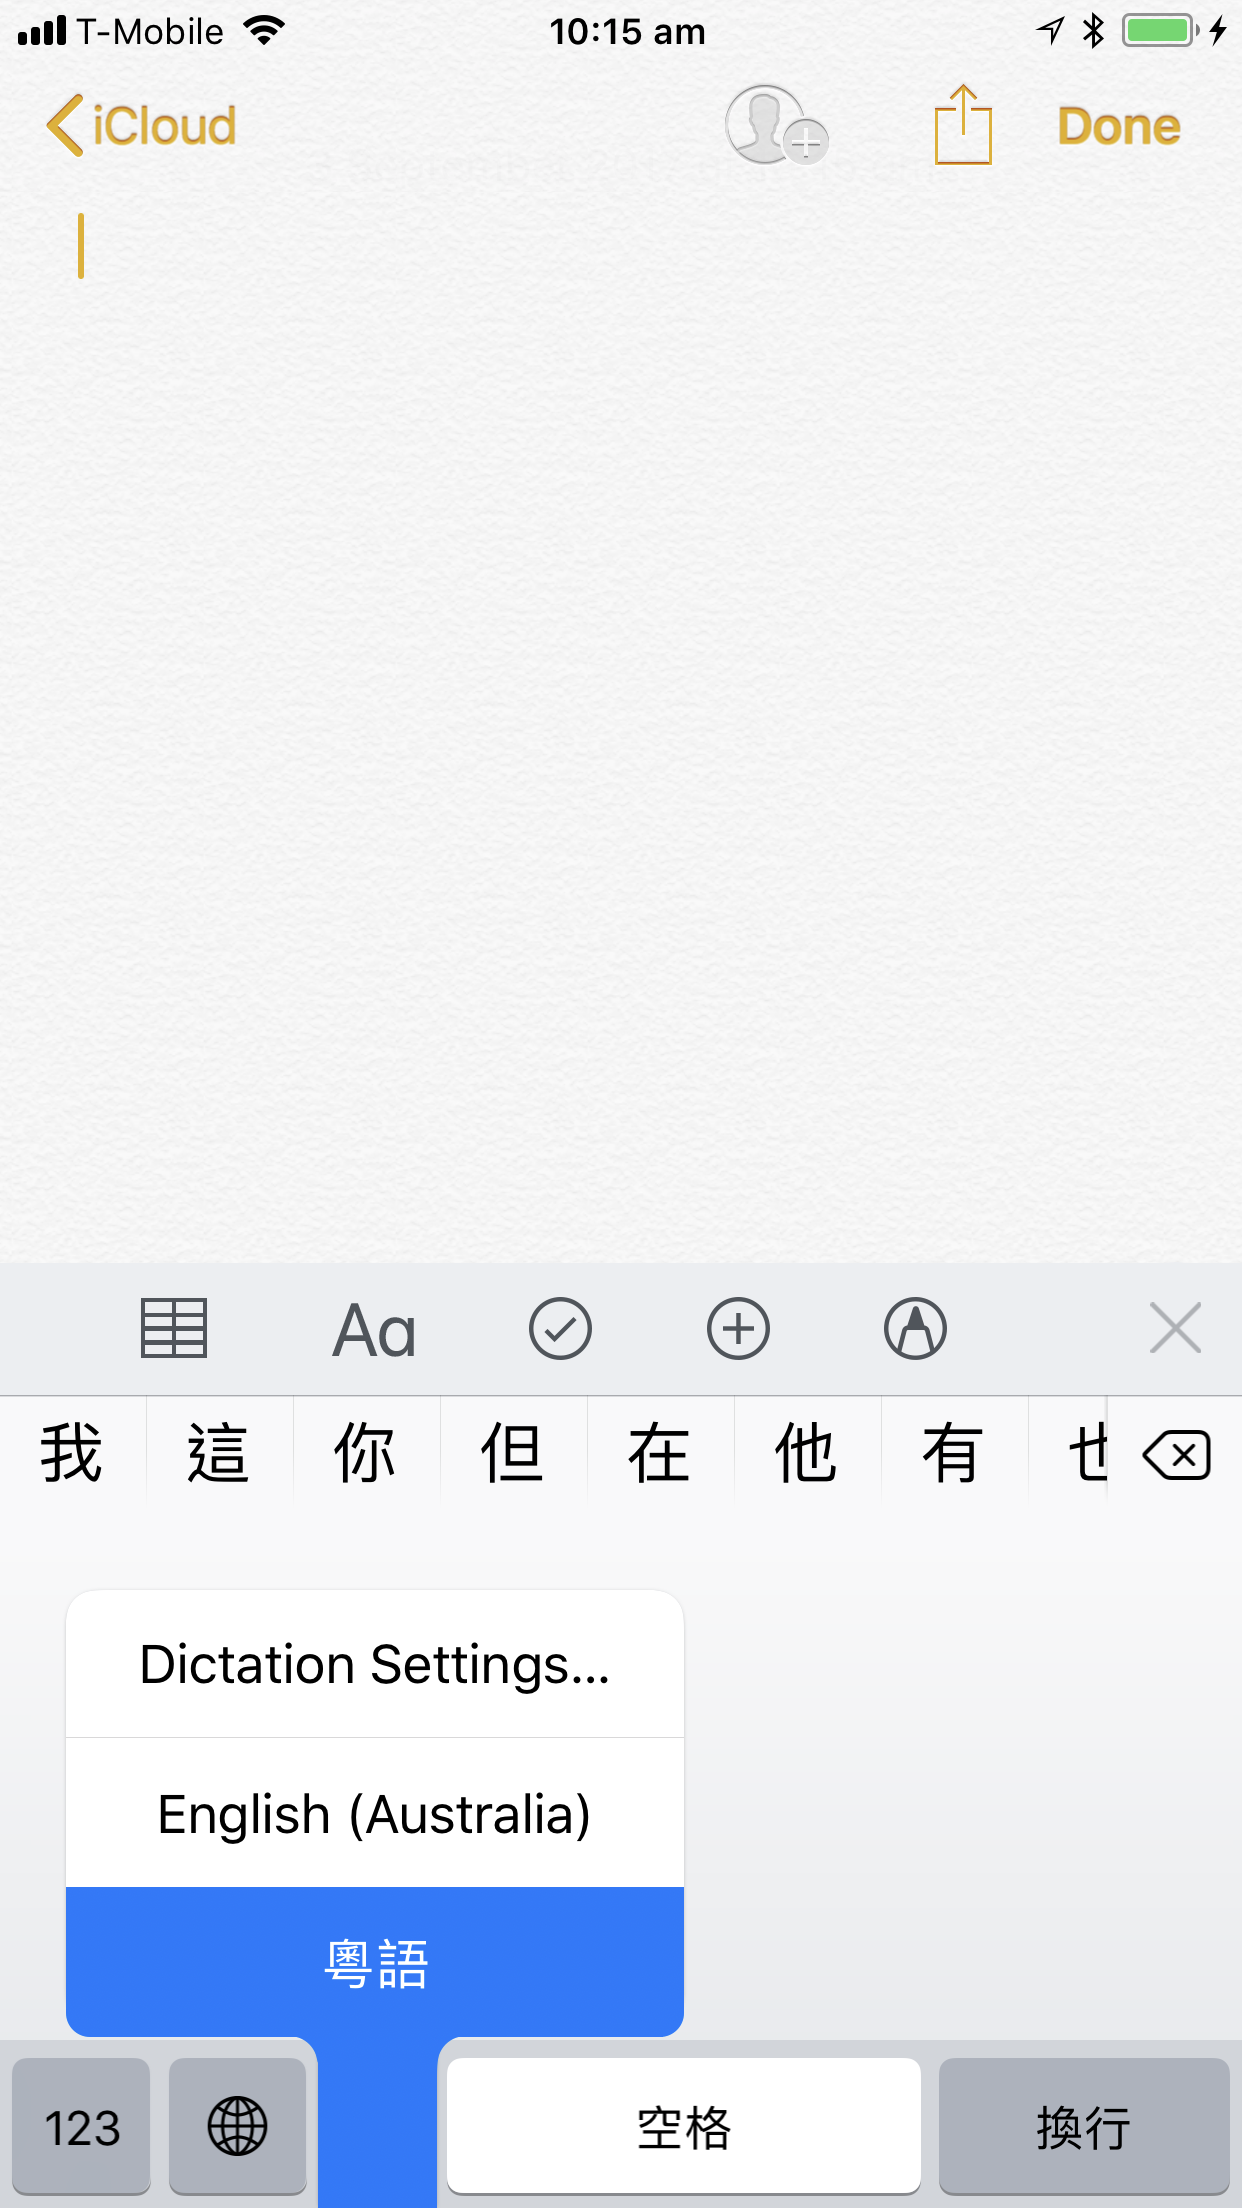 T-Mobile 10:15 am
iCloud Done
Aa
我 這 你 但 在 他 有
Dictation Settings...
English (Australia)
粵語
123 空格 換行